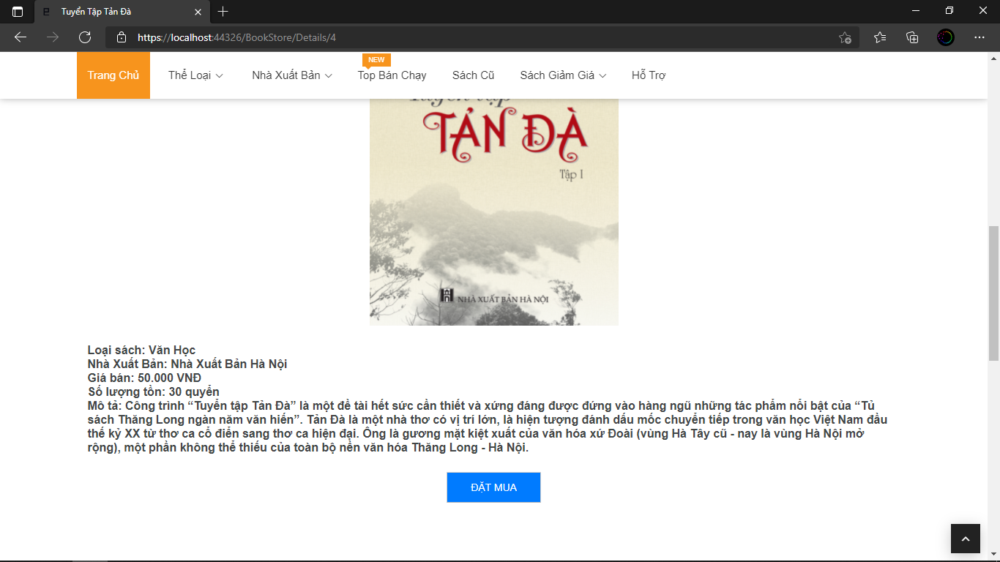 Tuyển Tập Tản Đà
https://localhost:44326/BookStore/Details/4
NEW
Trang Chủ Thể Loại Nhà Xuất Bản Top Bán Chạy Sách Cũ Sách Giảm Giá Hỗ Trợ
Tuyển tập
TẢN ĐÀ
Tập I
NHÀ XUẤT BẢN HÀ NỘI
Loại sách: Văn Học
Nhà Xuất Bản: Nhà Xuất Bản Hà Nội
Giá bán: 50.000 VNĐ
Số lượng tồn: 30 quyển
Mô tả: Công trình “Tuyển tập Tản Đà” là một đề tài hết sức cần thiết và xứng đáng được đứng vào hàng ngũ những tác phẩm nổi bật của “Tủ
sách Thăng Long ngàn năm văn hiến”. Tản Đà là một nhà thơ có vị trí lớn, là hiện tượng đánh dấu mốc chuyển tiếp trong văn học Việt Nam đầu
thế kỷ XX từ thơ ca cổ điển sang thơ ca hiện đại. Ông là gương mặt kiệt xuất của văn hóa xứ Đoài (vùng Hà Tây cũ - nay là vùng Hà Nội mở
rộng), một phần không thể thiếu của toàn bộ nền văn hóa Thăng Long - Hà Nội.
ĐẶT MUA